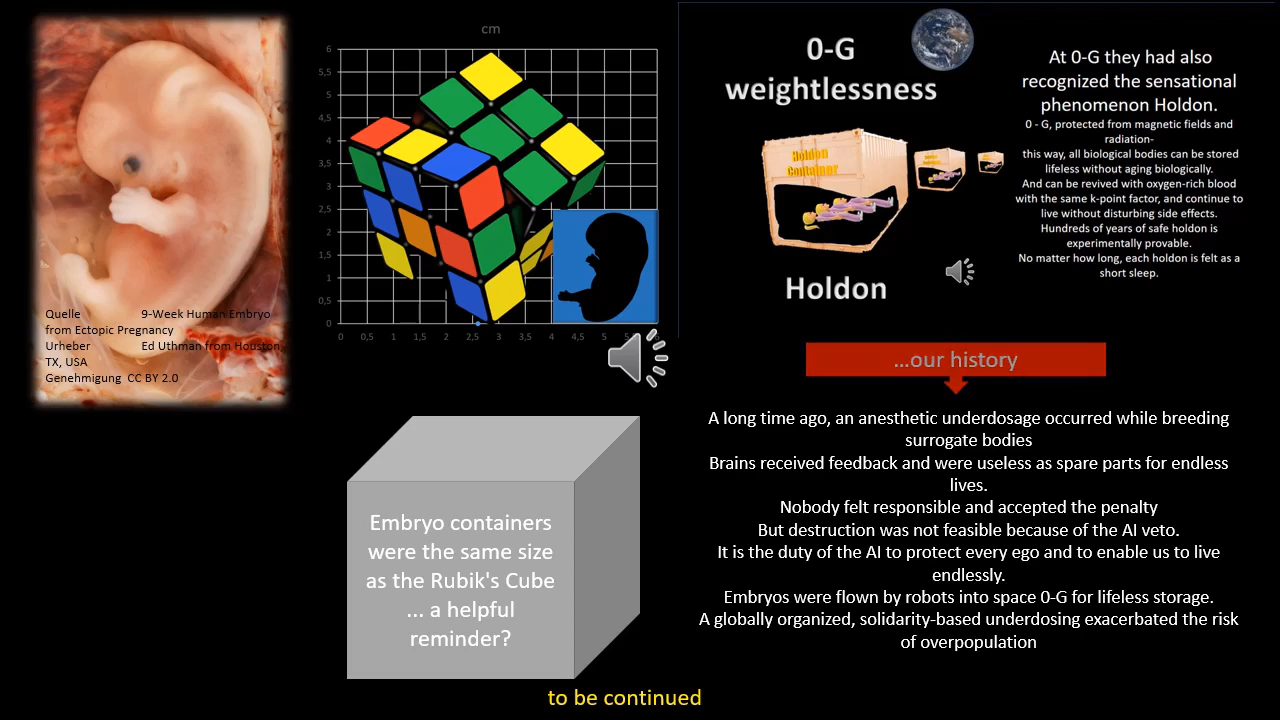 Quelle 9-Week Human Embryo
from Ectopic Pregnancy
Urheber Ed Uthman from Houston,
TX, USA
Genehmigung CC BY 2.0
cm
6
5,5
5
4,5
4
3,5
3
2,5
2
1,5
1
0,5
0
0 0,5 1 1,5 2 2,5 3 3,5 4 4,5 5
0-G
weightlessness
Holdon
Container
Holdon
At 0-G they had also
recognized the sensational
phenomenon Holdon.
0 - G, protected from magnetic fields and
radiation-
this way, all biological bodies can be stored
lifeless without aging biologically.
And can be revived with oxygen-rich blood
with the same k-point factor, and continue to
live without disturbing side effects.
Hundreds of years of safe holdon is
experimentally provable.
No matter how long, each holdon is felt as a
short sleep.
...our history
A long time ago, an anesthetic underdosage occurred while breeding
surrogate bodies
Brains received feedback and were useless as spare parts for endless
lives.
Nobody felt responsible and accepted the penalty
But destruction was not feasible because of the AI veto.
It is the duty of the AI to protect every ego and to enable us to live
endlessly.
Embryos were flown by robots into space 0-G for lifeless storage.
A globally organized, solidarity-based underdosing exacerbated the risk
of overpopulation
Embryo containers
were the same size
as the Rubik's Cube
... a helpful
reminder?
to be continued